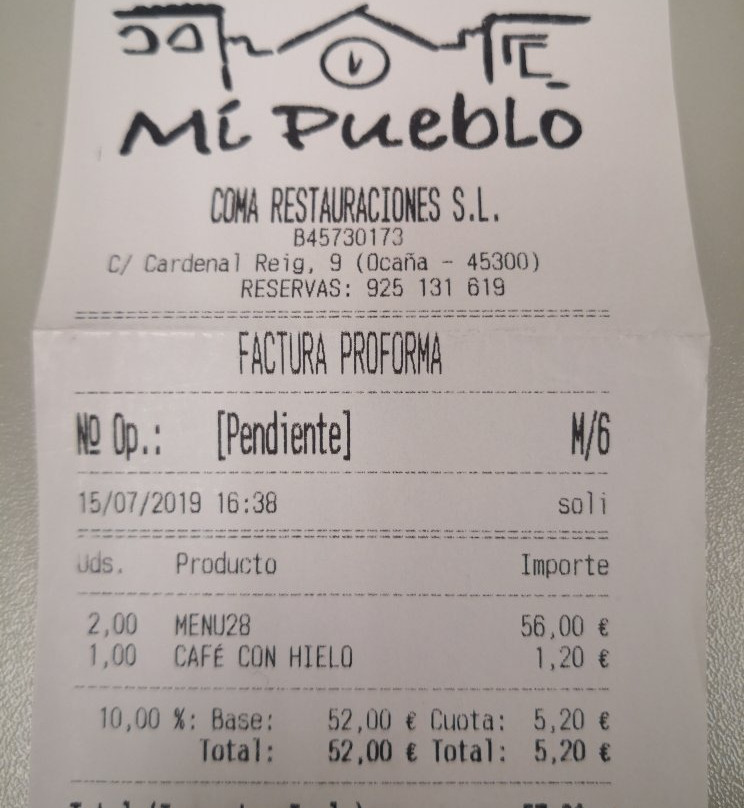 Mi Pueblo
COMA RESTAURACIONES S.L.
B45730173
C/ Cardenal Reig, 9 (Ocaña - 45300)
RESERVAS: 925 131 619
FACTURA PROFORMA
Nº Op.: [Pendiente] M/6
15/07/2019 16:38 soli
Uds. Producto Importe
2,00 MENU28 56,00 €
1,00 CAFÉ CON HIELO 1,20 €
10,00 %: Base: 52,00 € Cuota: 5,20 €
Total: 52,00 € Total: 5,20 €